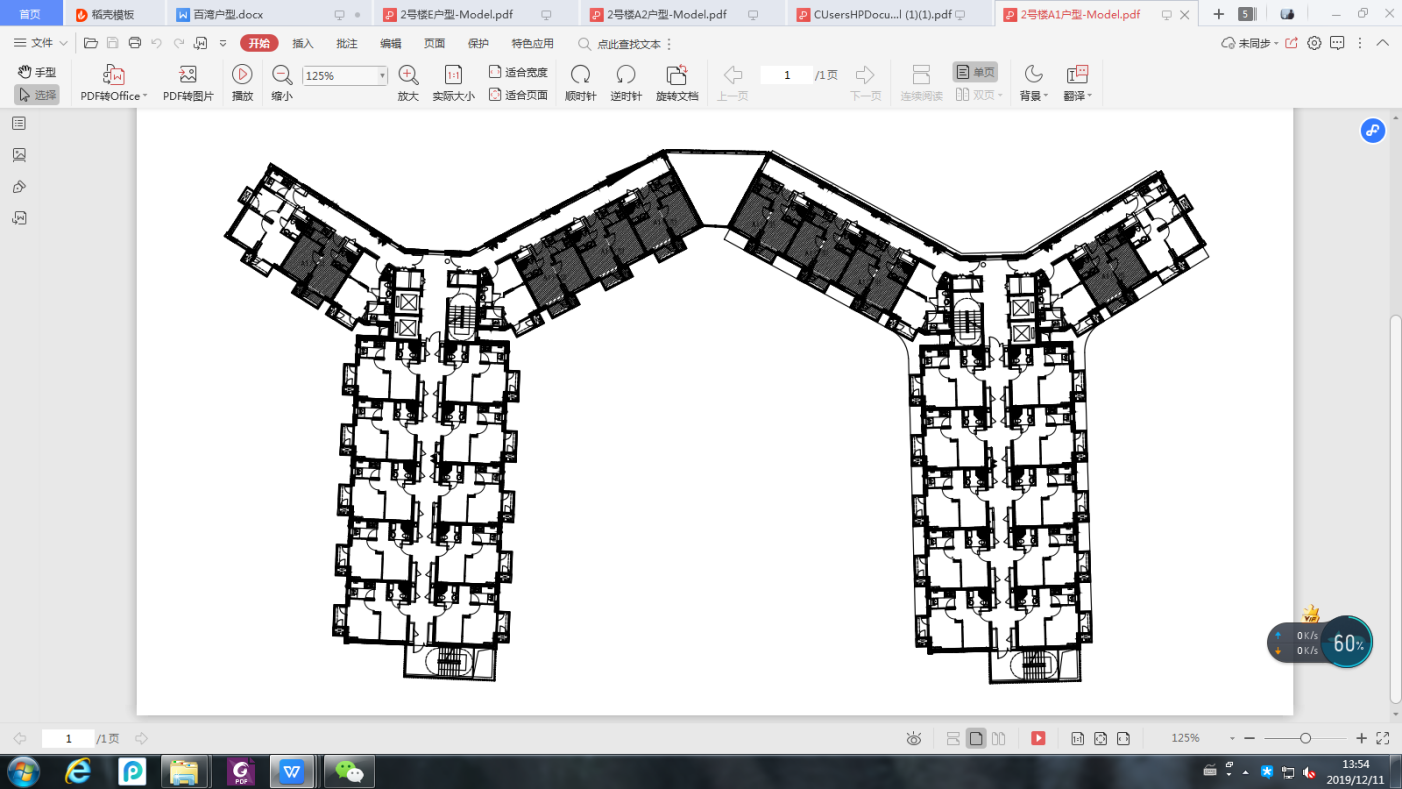 首页 稻壳模板 百湾户型.docx 2号楼E户型-Model.pdf 2号楼A2户型-Model.pdf CUsersHPDocu...l (1)(1).pdf 2号楼A1户型-Model.pdf 5
文件 开始 插入 批注 编辑 页面 保护 特色应用 点此查找文本 未同步
手型 选择 PDF转Office PDF转图片 播放 缩小 125% 放大 1:1 实际大小 适合宽度 适合页面 顺时针 逆时针 旋转文档 上一页 1 /1页 下一页 连续阅读 单页 双页 背景 翻译
VIP
0K/s
0K/s
60%
1 /1页 125%
PDF
13:54
2019/12/11